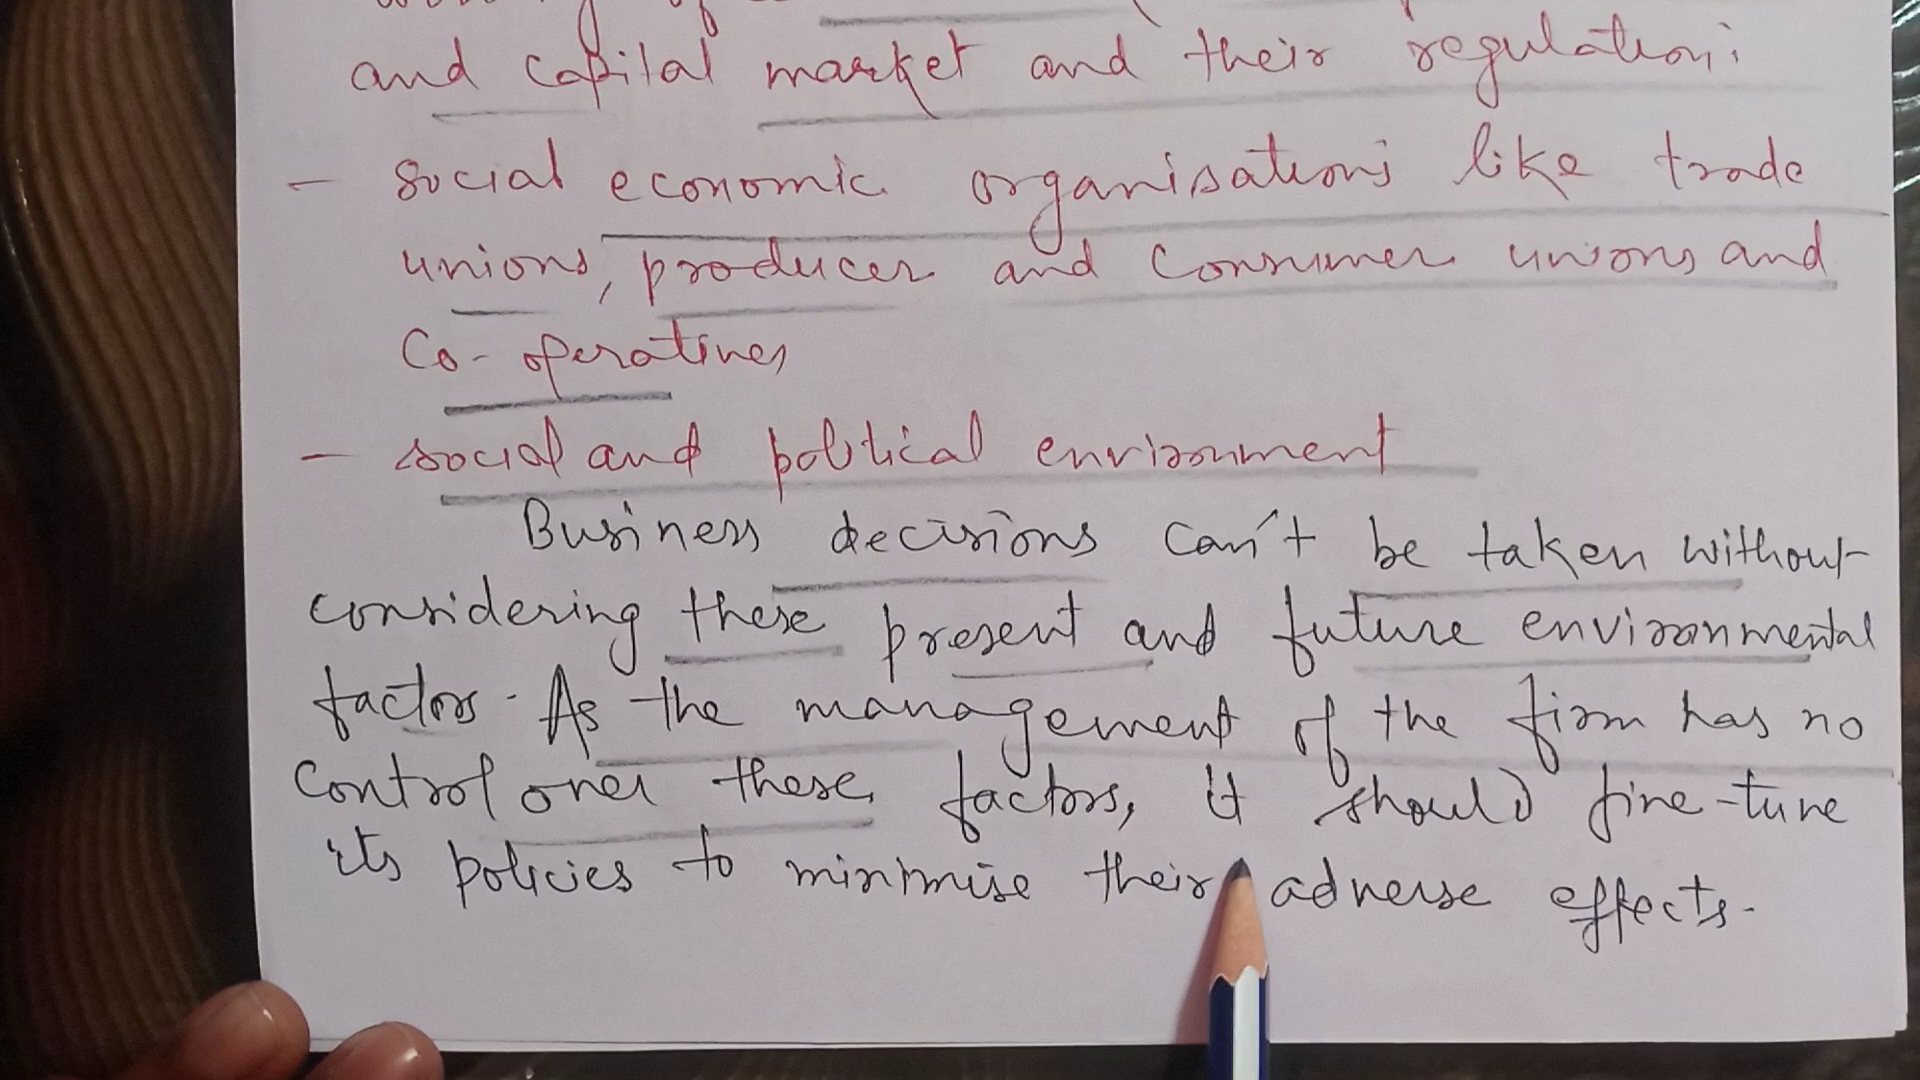 and capital market and their regulation;
- social economic organisations like trade
unions, producer and consumer unions and
Co-operatives
- social and political environment
Business decisions can't be taken without
considering these present and future environmental
factors. As the management of the firm has no
control over these factors, it should fine-tune
its policies to minimise their adverse effects.